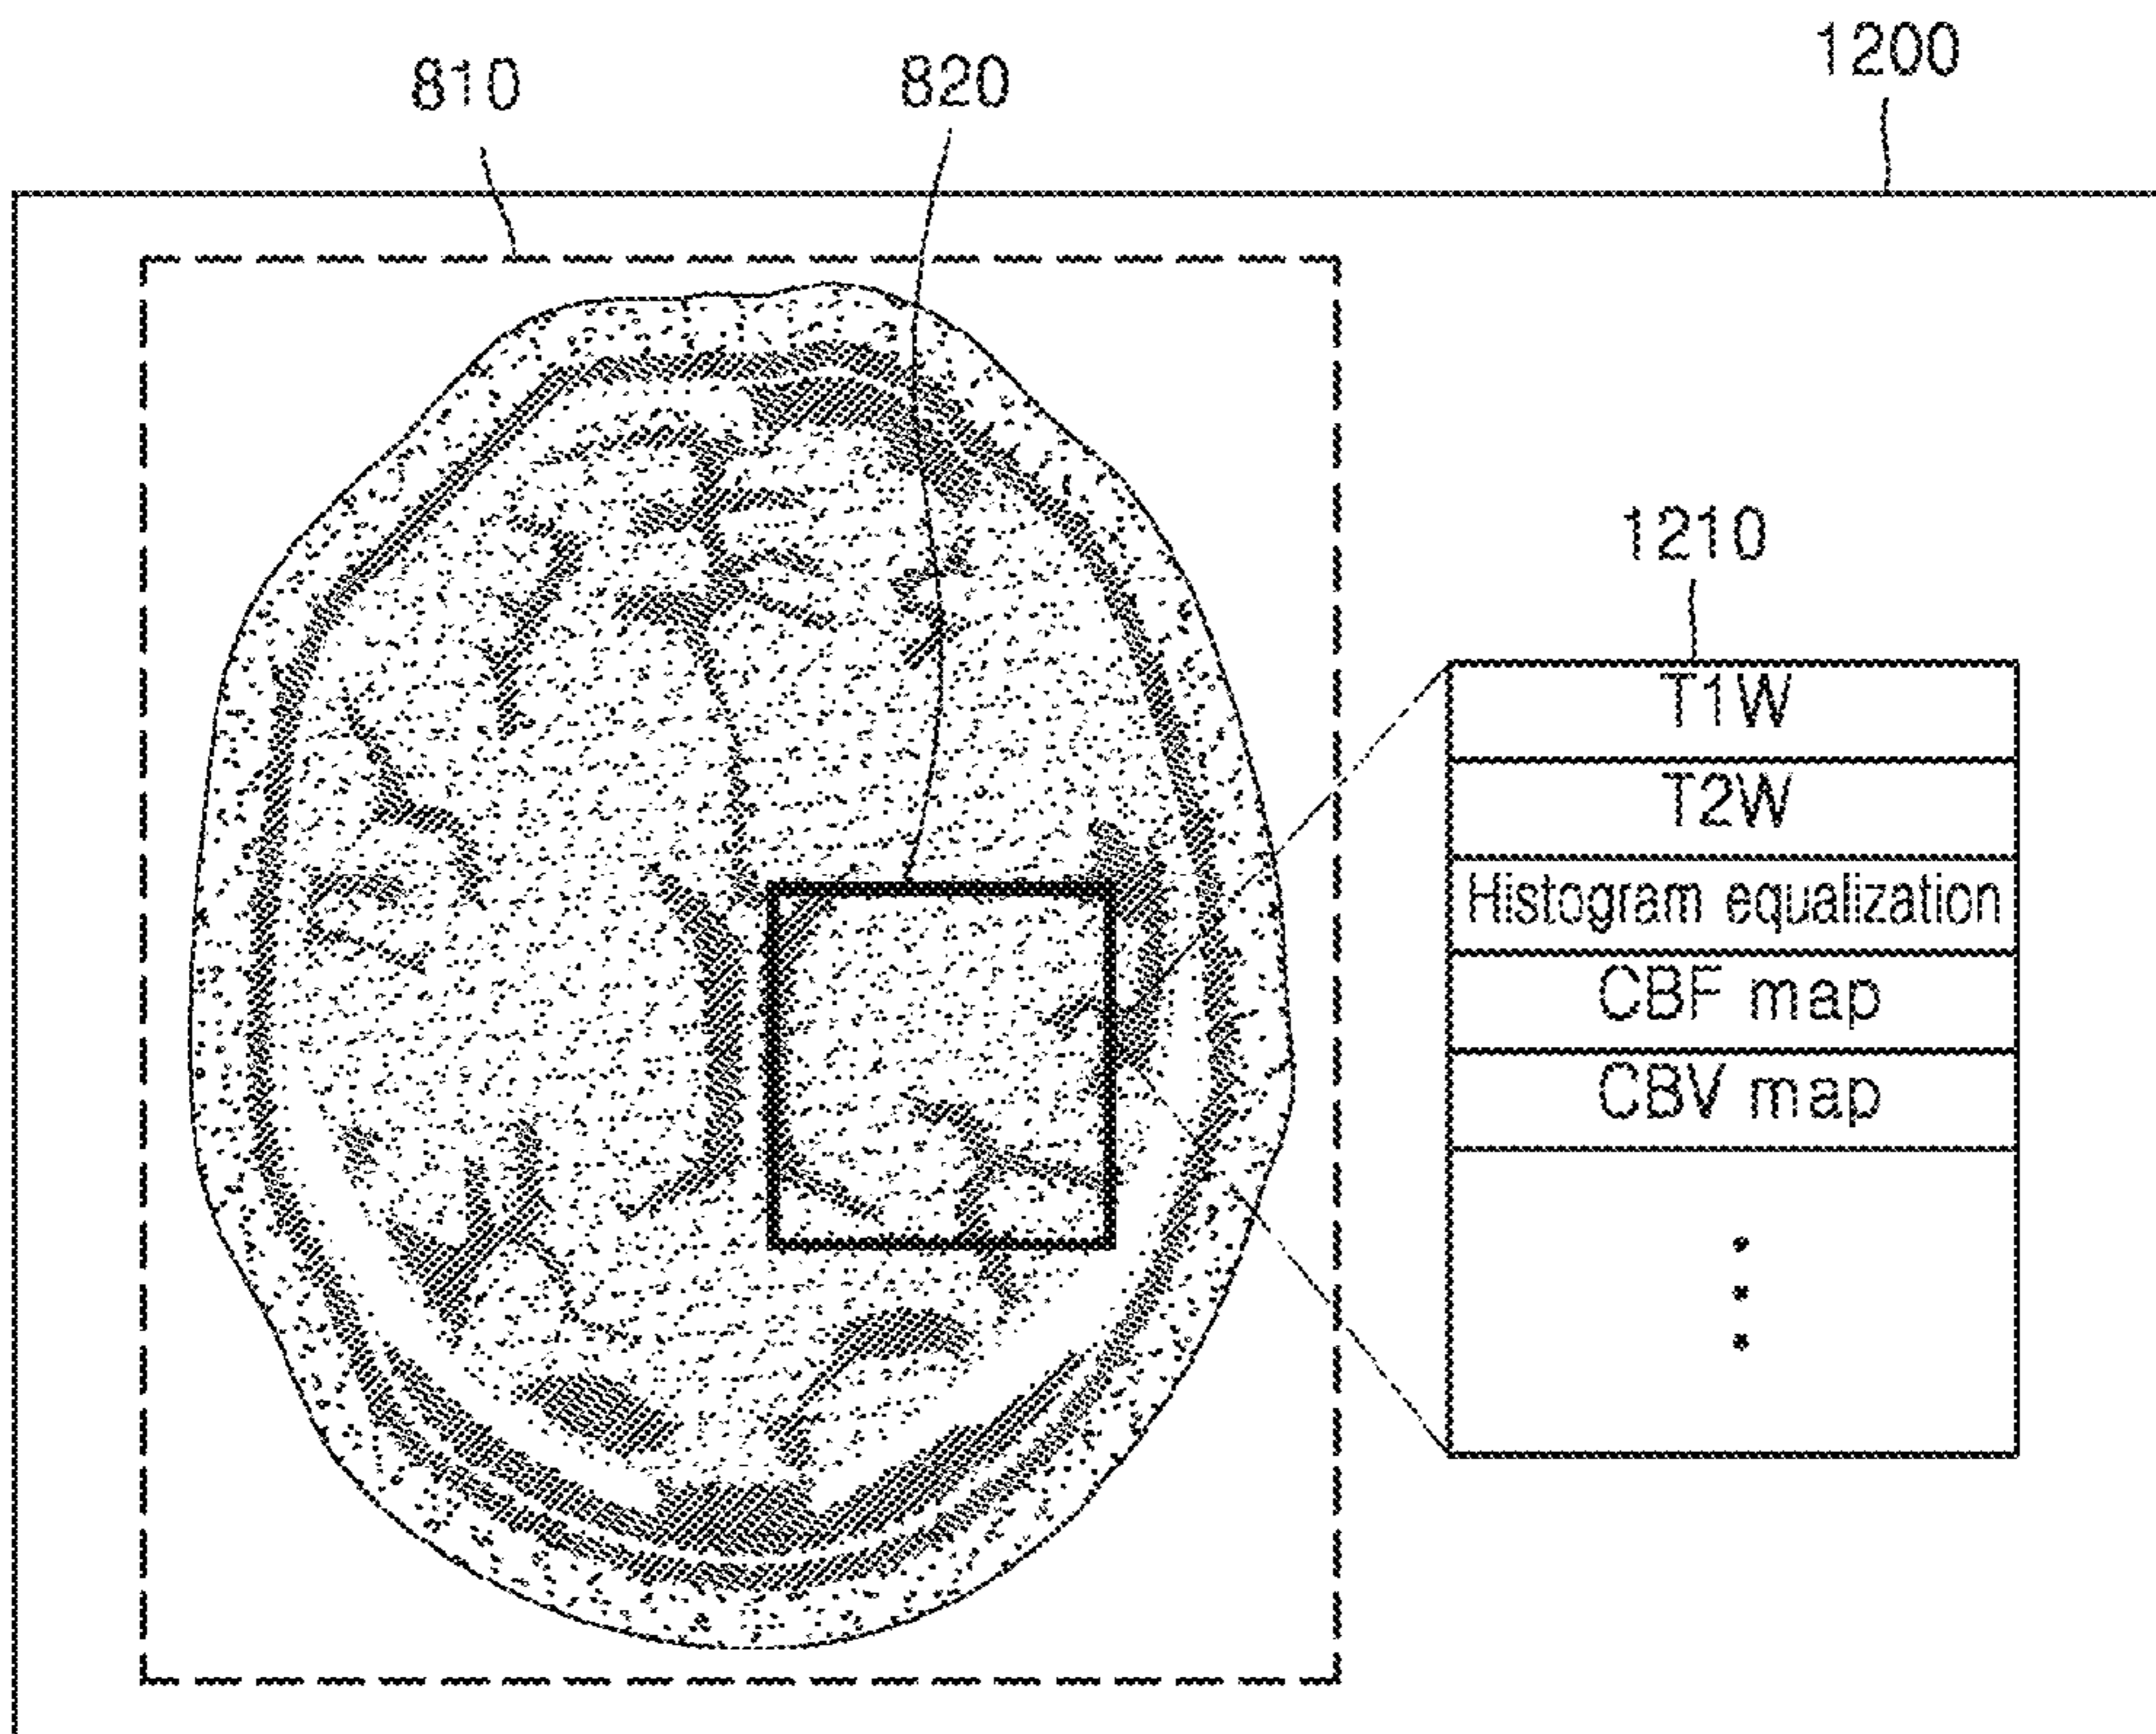 1200
810
820
1210
T1W
T2W
Histogram equalization
CBF map
CBV map